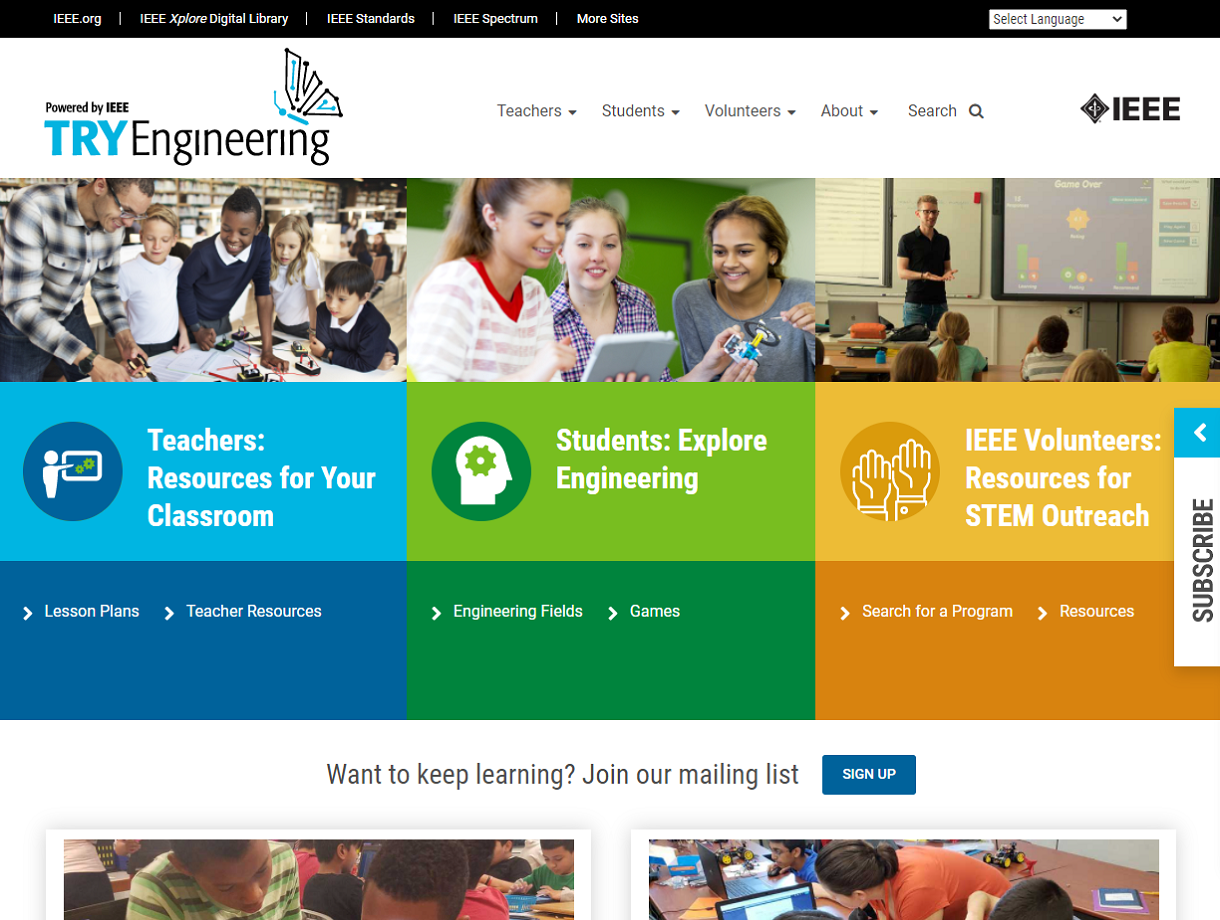 IEEE.org | IEEE Xplore Digital Library | IEEE Standards | IEEE Spectrum | More Sites
Select Language
Powered by IEEE
TRYEngineering
Teachers Students Volunteers About Search
IEEE
Game Over
Teachers:
Resources for Your
Classroom
Students: Explore
Engineering
IEEE Volunteers:
Resources for
STEM Outreach
SUBSCRIBE
Lesson Plans Teacher Resources
Engineering Fields Games
Search for a Program Resources
Want to keep learning? Join our mailing list SIGN UP